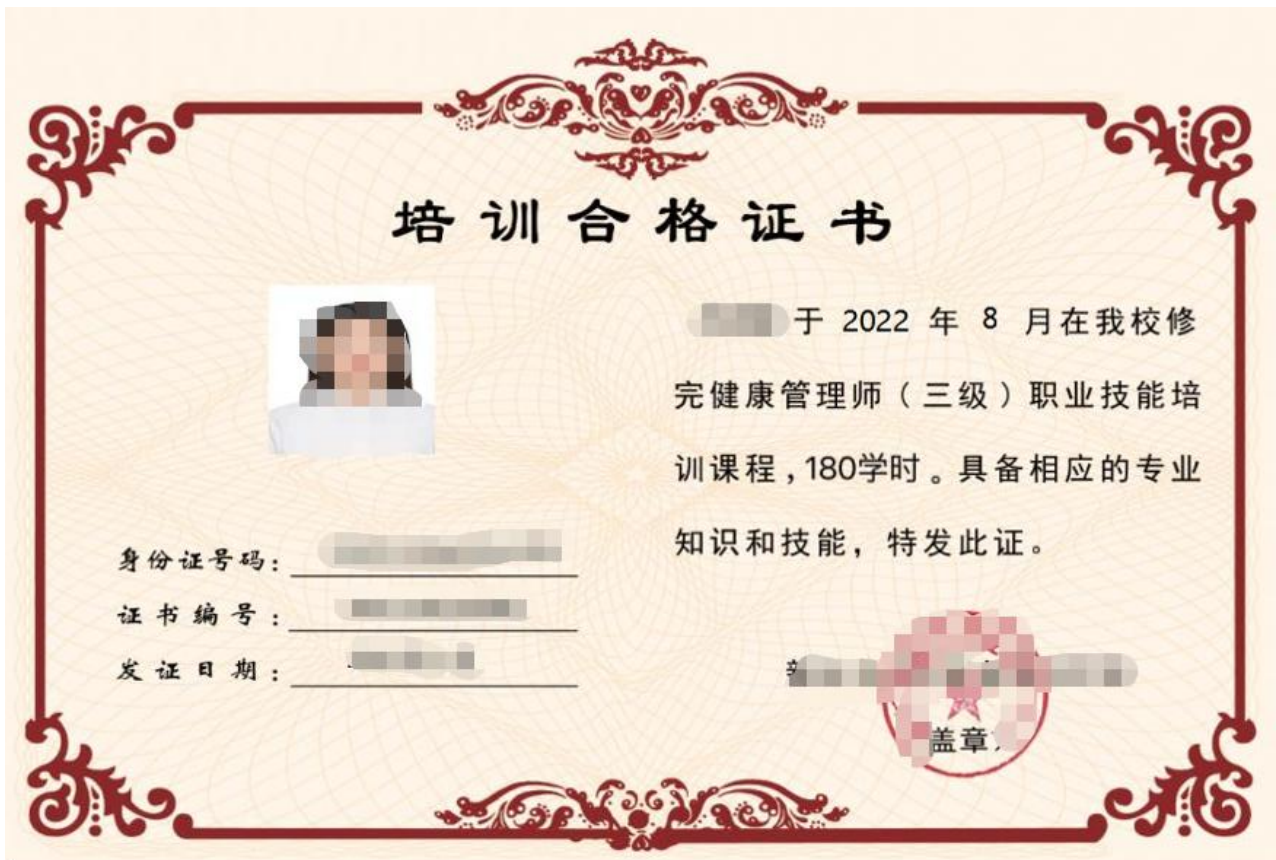 培训合格证书
于 2022 年 8 月在我校修
完健康管理师（三级）职业技能培
训课程,180学时。具备相应的专业
知识和技能，特发此证。
身份证号码:
证书编号:
发证日期:
盖章